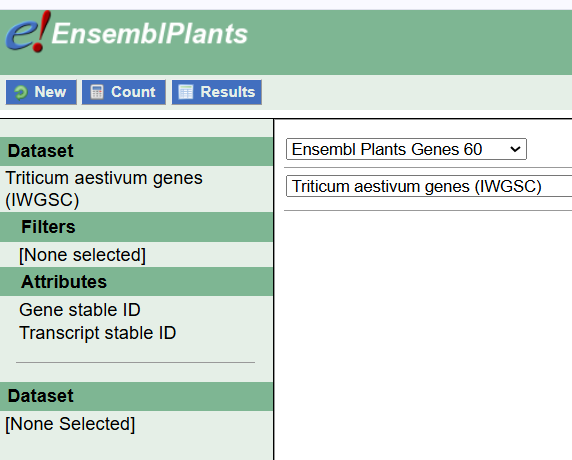 e! EnsemblPlants
New Count Results
Dataset
Triticum aestivum genes
(IWGSC)
Filters
[None selected]
Attributes
Gene stable ID
Transcript stable ID
Dataset
[None Selected]
Ensembl Plants Genes 60
Triticum aestivum genes (IWGSC)